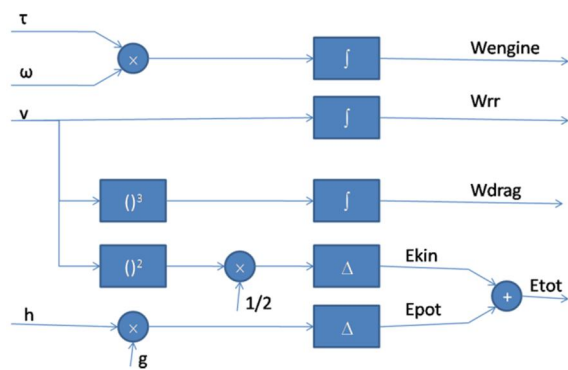 τ
× ∫ Wengine
ω
v ∫ Wrr
()³ ∫ Wdrag
()² × Δ Ekin
1/2
+ Etot
h × Δ Epot
g